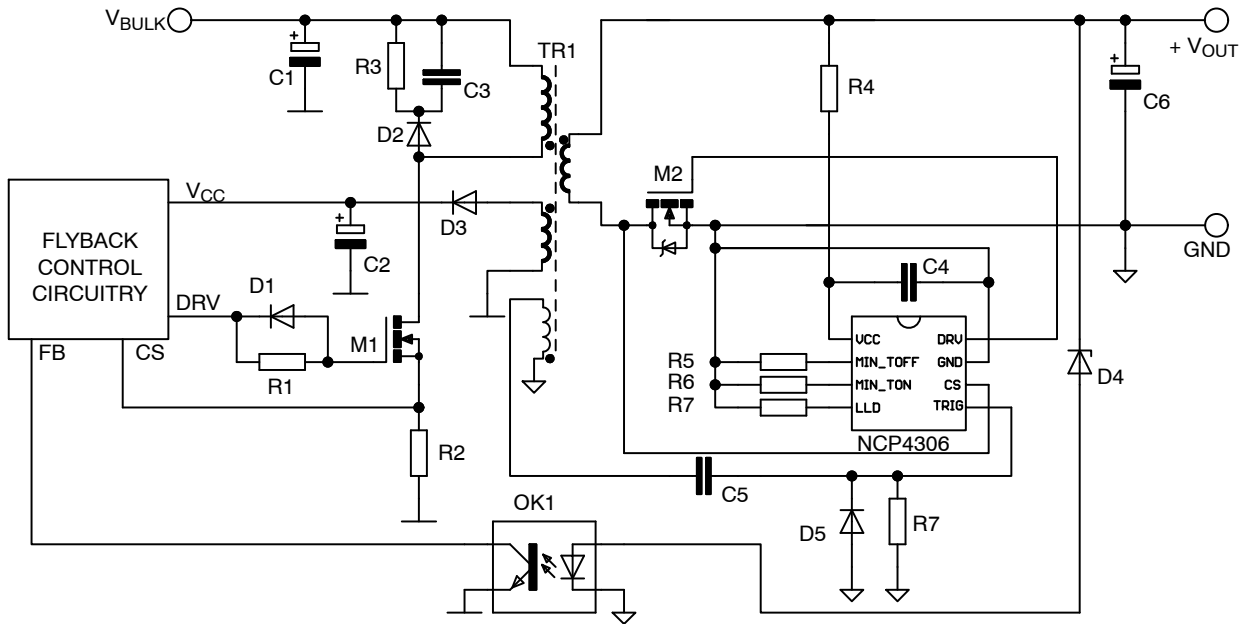 VBULK
+
C1
R3
C3
D2
TR1
R4
+
C6
+ VOUT
M2
GND
VCC
D3
+
C2
C4
FLYBACK
CONTROL
CIRCUITRY
DRV
D1
M1
R1
FB
CS
VCC
DRV
R5
MIN_TOFF
GND
R6
MIN_TON
CS
R7
LLD
TRIG
NCP4306
D4
R2
C5
OK1
D5
R7